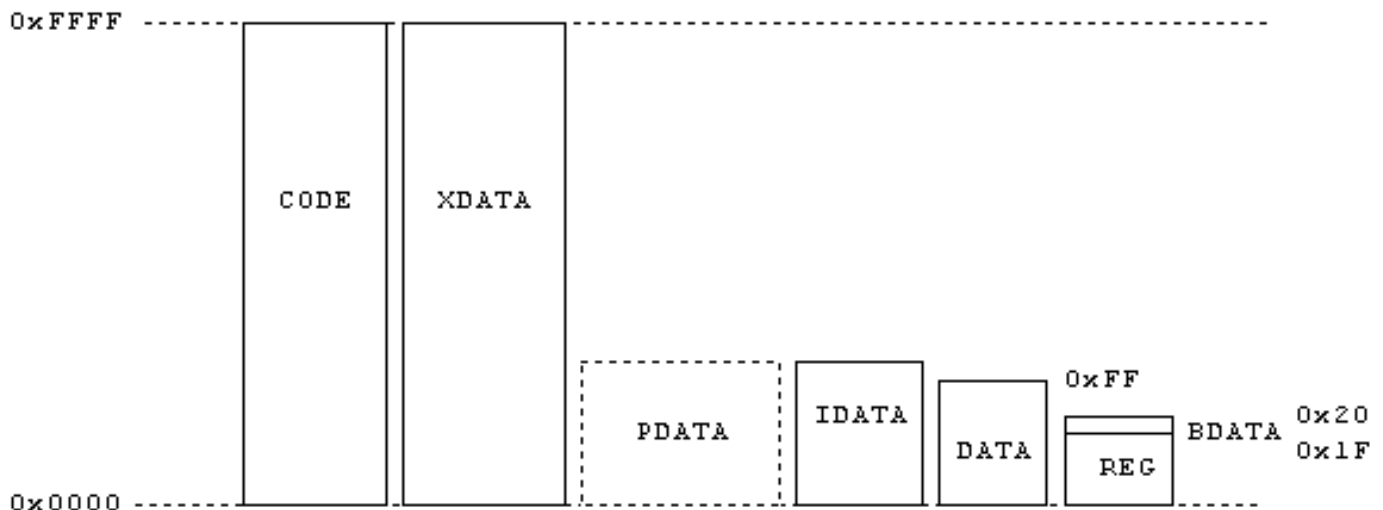 0xFFFF
CODE
XDATA
0xFF
IDATA
0x20
PDATA
BDATA
DATA
0x1F
REG
0x0000